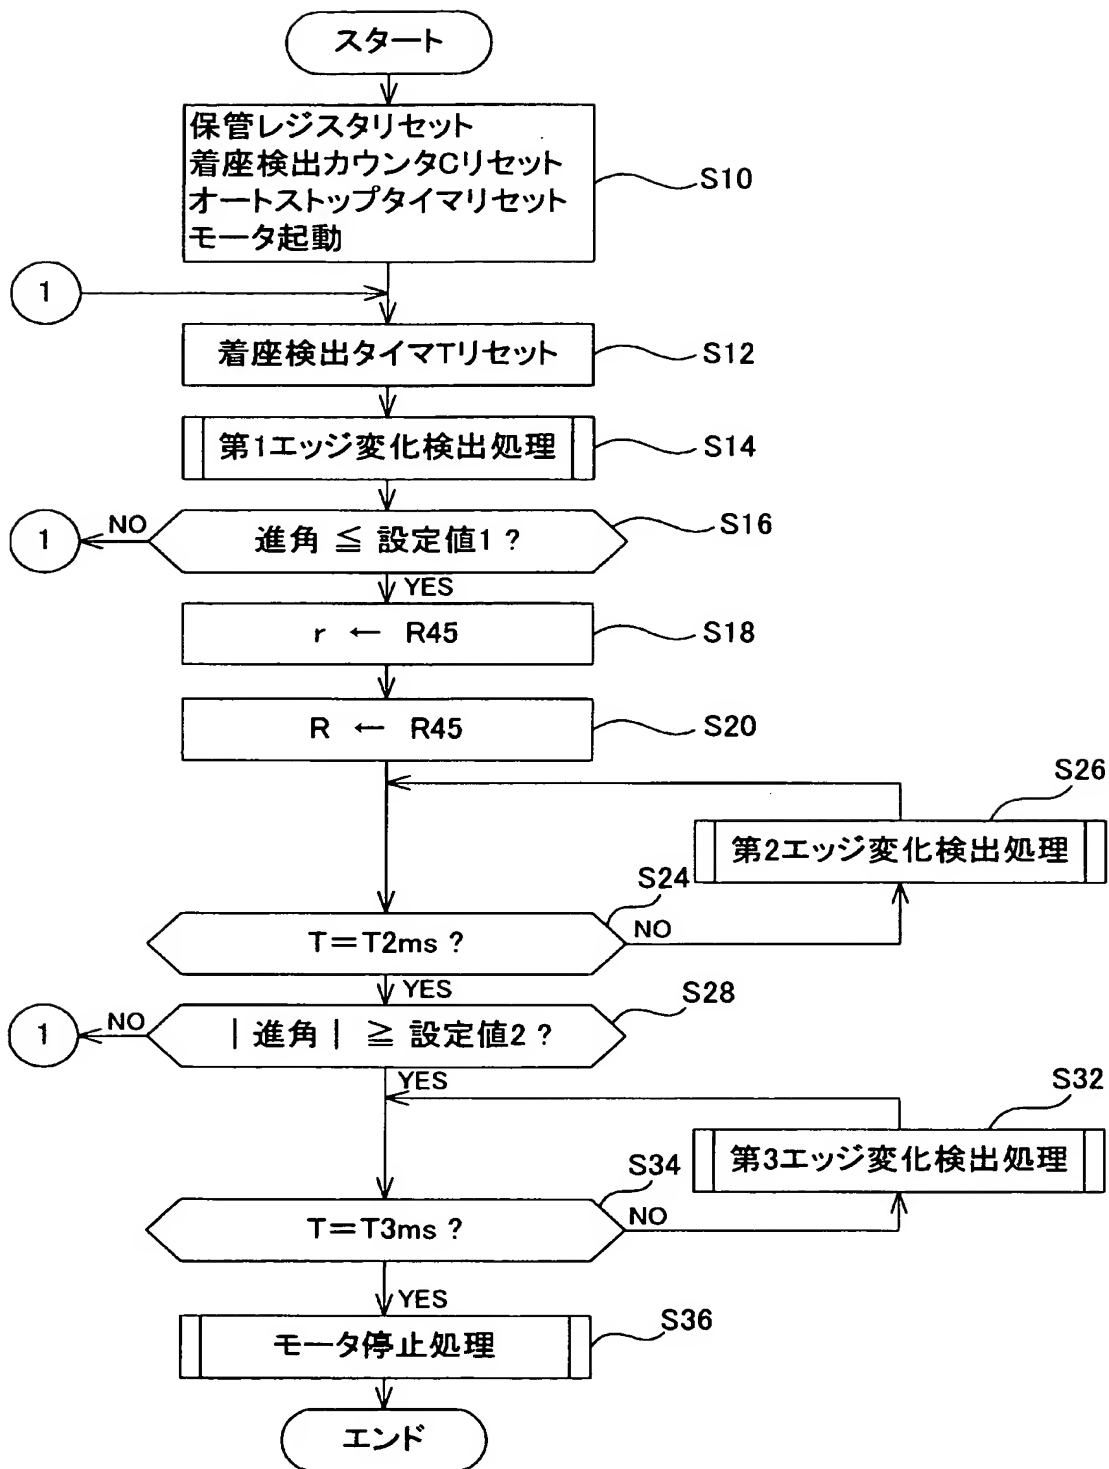 スタート
保管レジスタリセット
着座検出カウンタCリセット
オートストップタイマリセット
モータ起動
S10
1
着座検出タイマTリセット
S12
第1エッジ変化検出処理
S14
進角 ≦ 設定値1 ?
S16
NO
1
YES
r ← R45
S18
R ← R45
S20
S26
第2エッジ変化検出処理
S24
T=T2ms ?
NO
YES
S28
| 進角 | ≧ 設定値2 ?
NO
1
YES
S32
第3エッジ変化検出処理
S34
T=T3ms ?
NO
YES
モータ停止処理
S36
エンド